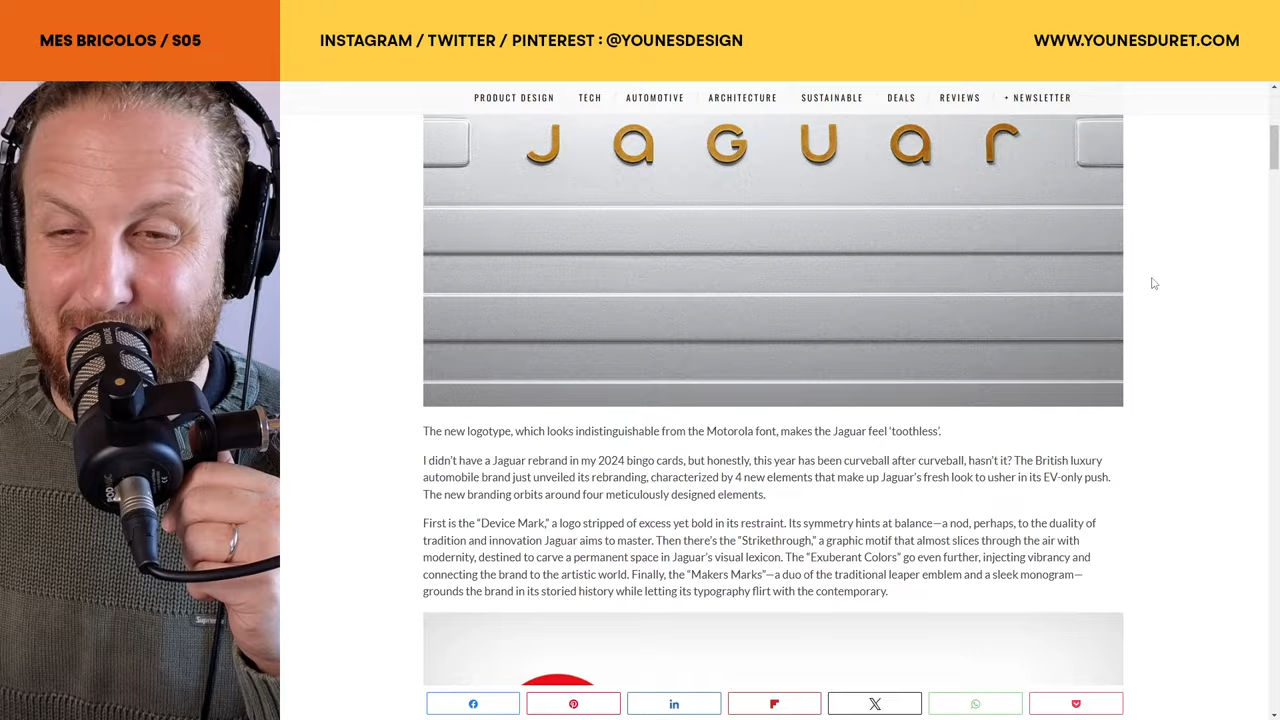 MES BRICOLOS / S05
INSTAGRAM / TWITTER / PINTEREST : @YOUNESDESIGN
WWW.YOUNESDURET.COM
PRODUCT DESIGN TECH AUTOMOTIVE ARCHITECTURE SUSTAINABLE DEALS REVIEWS + NEWSLETTER
JaGUar
The new logotype, which looks indistinguishable from the Motorola font, makes the Jaguar feel ‘toothless’.
I didn’t have a Jaguar rebrand in my 2024 bingo cards, but honestly, this year has been curveball after curveball, hasn’t it? The British luxury
automobile brand just unveiled its rebranding, characterized by 4 new elements that make up Jaguar’s fresh look to usher in its EV-only push.
The new branding orbits around four meticulously designed elements.
First is the “Device Mark,” a logo stripped of excess yet bold in its restraint. Its symmetry hints at balance—a nod, perhaps, to the duality of
tradition and innovation Jaguar aims to master. Then there’s the “Strikethrough,” a graphic motif that almost slices through the air with
modernity, destined to carve a permanent space in Jaguar’s visual lexicon. The “Exuberant Colors” go even further, injecting vibrancy and
connecting the brand to the artistic world. Finally, the “Makers Marks”—a duo of the traditional leaper emblem and a sleek monogram—
grounds the brand in its storied history while letting its typography flirt with the contemporary.
RØDE
PODMIC
Supreme